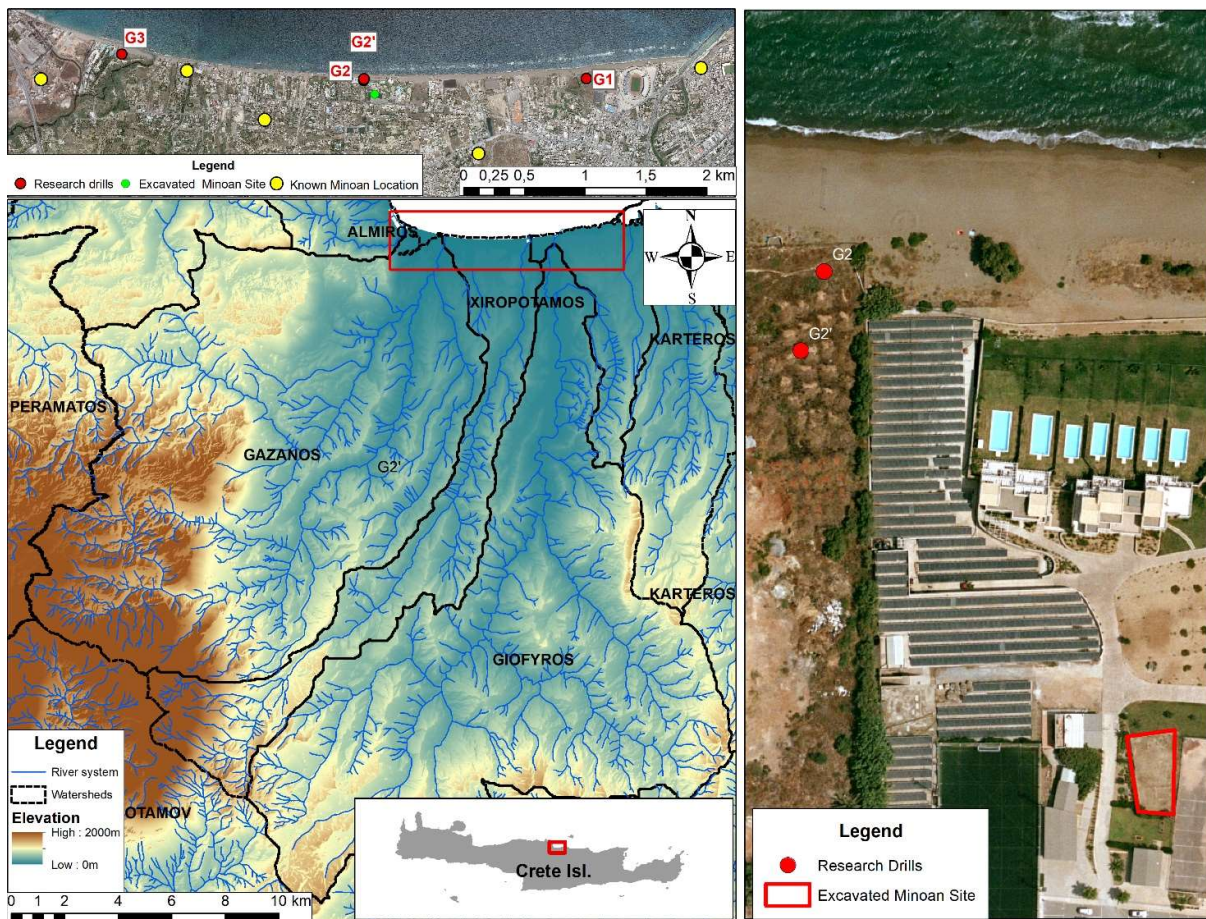 G3
G2'
G2
G1
Legend
Research drills Excavated Minoan Site Known Minoan Location
0 0,25 0,5 1 1,5 2 km
ALMIROS
N
W E
S
XIROPOTAMOS
KARTEROS
PERAMATOS
GAZANOS
G2'
KARTEROS
GIOFYROS
Legend
River system
Watersheds
Elevation
High : 2000m
Low : 0m
OTAMOV
Crete Isl.
0 1 2 4 6 8 10 km
G2
G2'
Legend
Research Drills
Excavated Minoan Site